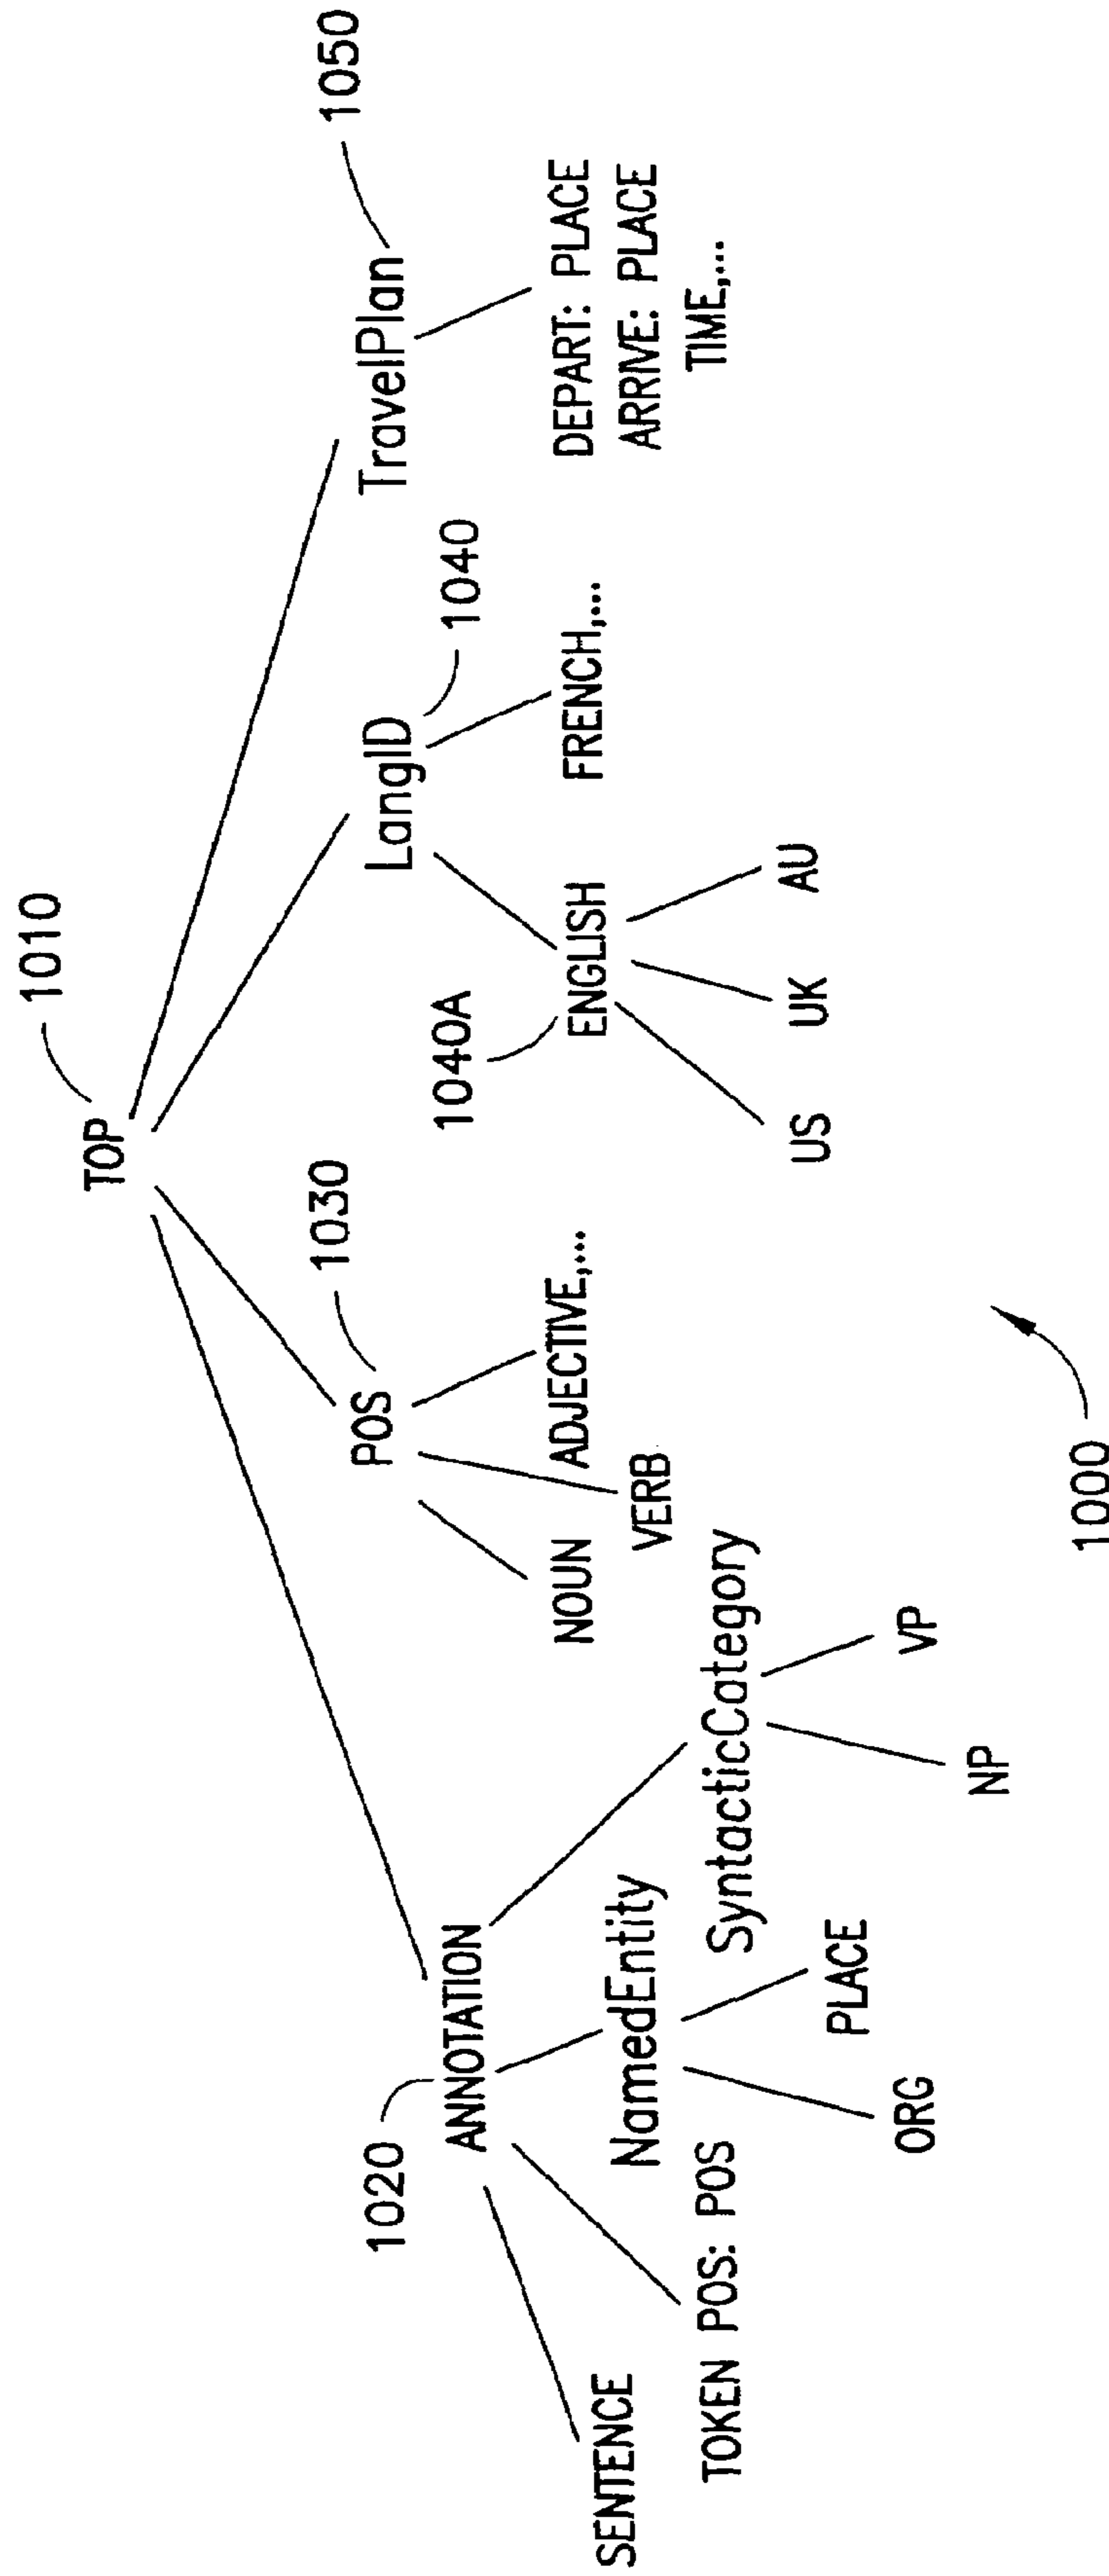 1010
TOP
1020
ANNOTATION
1030
POS
1040
LangID
1050
TravelPlan
SENTENCE
TOKEN POS: POS
NamedEntity
ORG
PLACE
SyntacticCategory
NP
VP
NOUN
VERB
ADJECTIVE,...
1040A
ENGLISH
US
UK
AU
FRENCH,...
DEPART: PLACE
ARRIVE: PLACE
TIME,...
1000